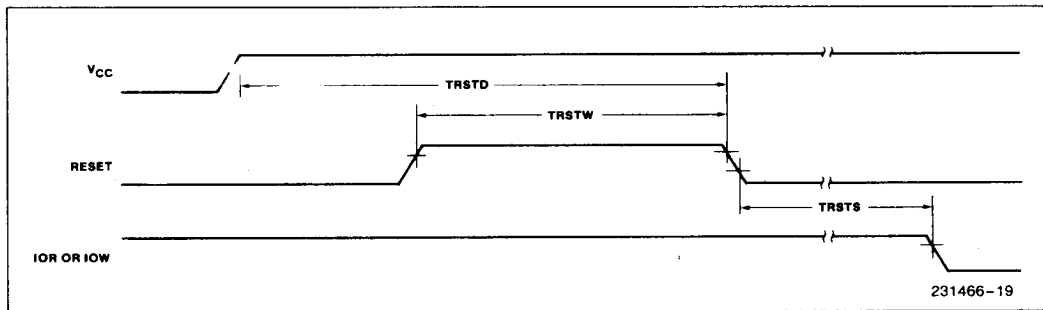 VCC
TRSTD
TRSTW
RESET
TRSTS
IOR OR IOW
231466-19